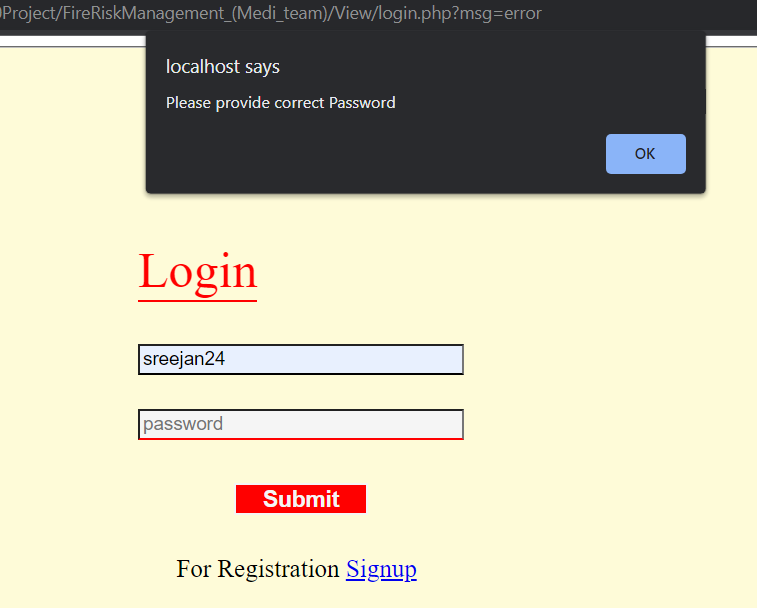 Project/FireRiskManagement_(Medi_team)/View/login.php?msg=error
localhost says
Please provide correct Password
OK
Login
sreejan24
password
Submit
For Registration Signup